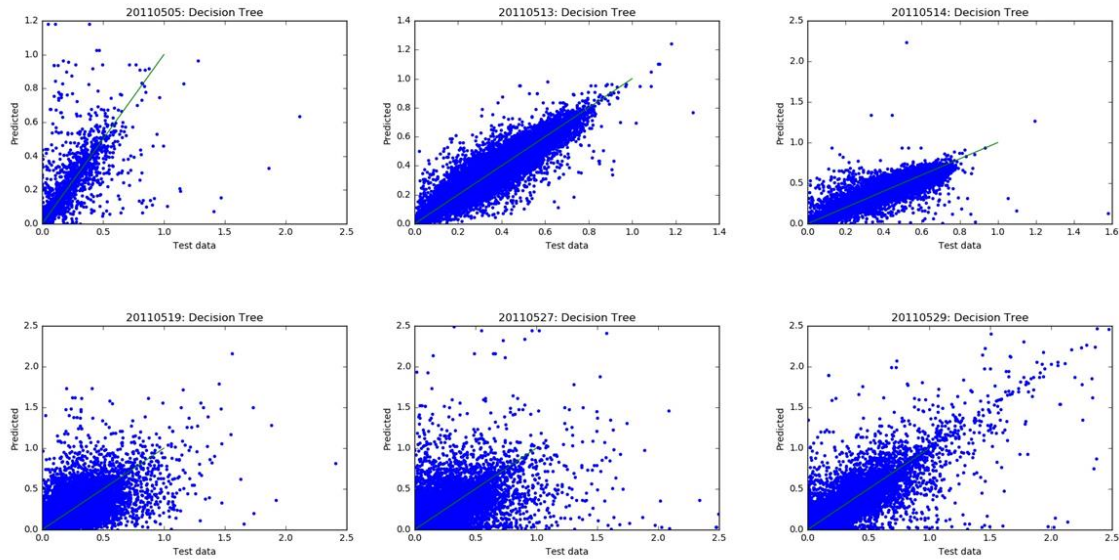 20110505: Decision Tree
1.2
1.0
0.8
0.6
0.4
0.2
0.0
Predicted
0.0 0.5 1.0 1.5 2.0 2.5
Test data
20110513: Decision Tree
1.4
1.2
1.0
0.8
0.6
0.4
0.2
0.0
Predicted
0.0 0.2 0.4 0.6 0.8 1.0 1.2 1.4
Test data
20110514: Decision Tree
2.5
2.0
1.5
1.0
0.5
0.0
Predicted
0.0 0.2 0.4 0.6 0.8 1.0 1.2 1.4 1.6
Test data
20110519: Decision Tree
2.5
2.0
1.5
1.0
0.5
0.0
Predicted
0.0 0.5 1.0 1.5 2.0 2.5
Test data
20110527: Decision Tree
2.5
2.0
1.5
1.0
0.5
0.0
Predicted
0.0 0.5 1.0 1.5 2.0 2.5
Test data
20110529: Decision Tree
2.5
2.0
1.5
1.0
0.5
0.0
Predicted
0.0 0.5 1.0 1.5 2.0 2.5
Test data